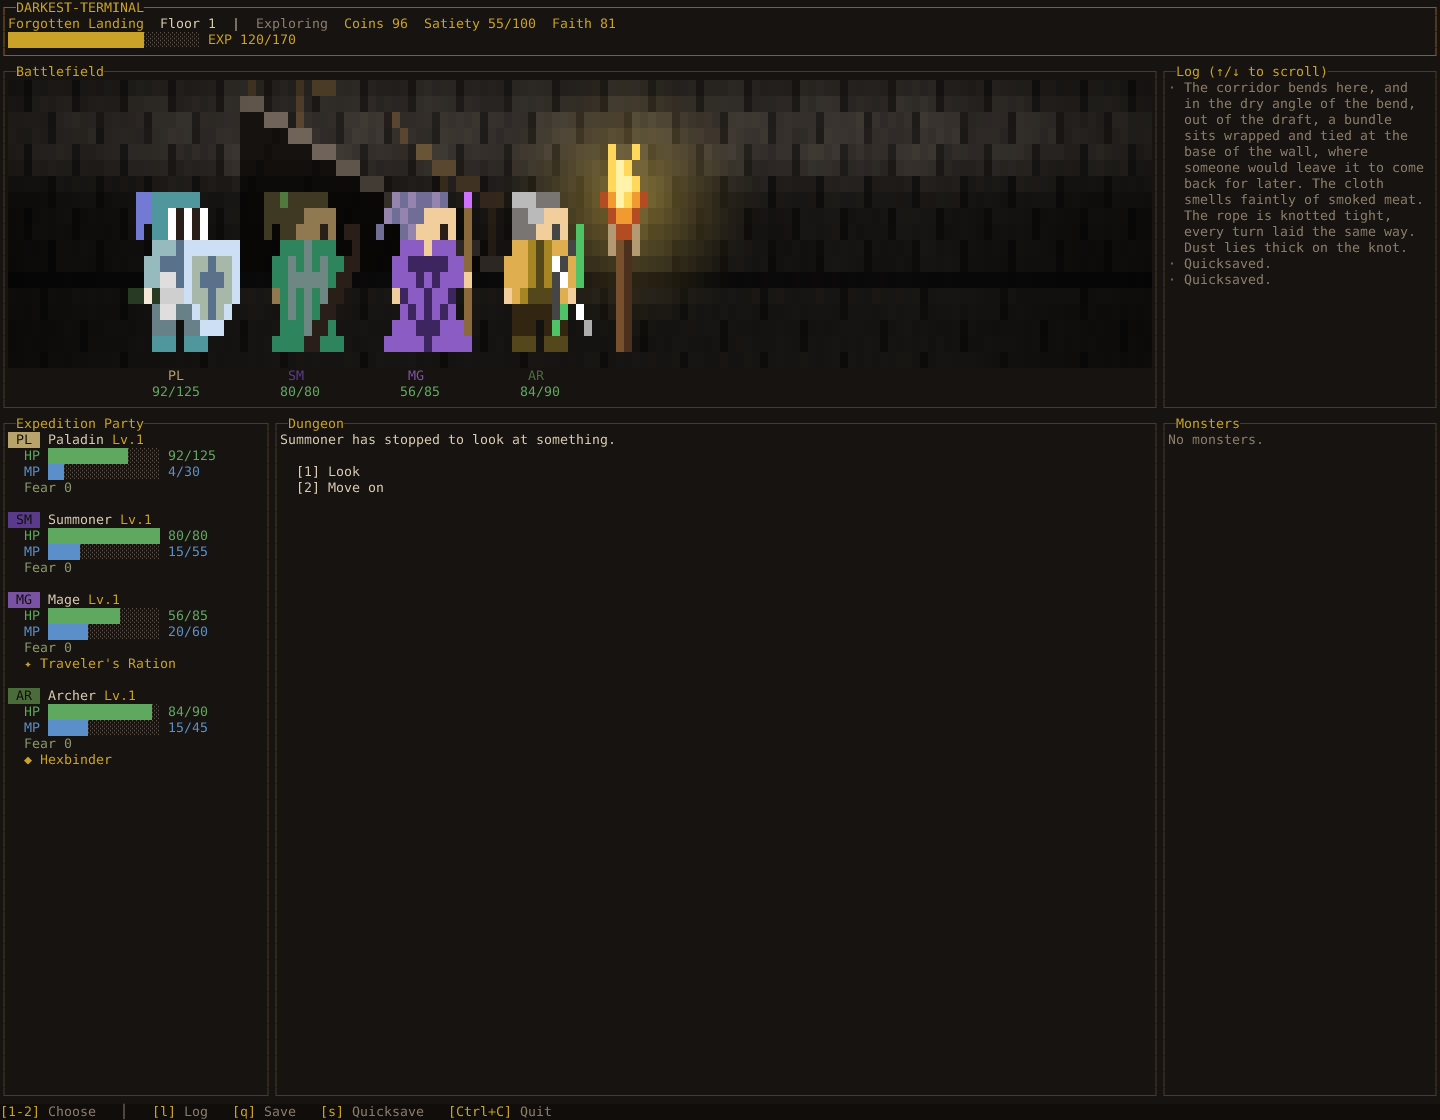 DARKEST-TERMINAL
Forgotten Landing Floor 1 | Exploring Coins 96 Satiety 55/100 Faith 81
EXP 120/170
Battlefield
PL SM MG AR
92/125 80/80 56/85 84/90
Log (↑/↓ to scroll)
· The corridor bends here, and
in the dry angle of the bend,
out of the draft, a bundle
sits wrapped and tied at the
base of the wall, where
someone would leave it to come
back for later. The cloth
smells faintly of smoked meat.
The rope is knotted tight,
every turn laid the same way.
Dust lies thick on the knot.
· Quicksaved.
· Quicksaved.
Expedition Party
PL Paladin Lv.1
HP 92/125
MP 4/30
Fear 0
SM Summoner Lv.1
HP 80/80
MP 15/55
Fear 0
MG Mage Lv.1
HP 56/85
MP 20/60
Fear 0
✦ Traveler's Ration
AR Archer Lv.1
HP 84/90
MP 15/45
Fear 0
◆ Hexbinder
Dungeon
Summoner has stopped to look at something.
[1] Look
[2] Move on
Monsters
No monsters.
[1-2] Choose │ [l] Log [q] Save [s] Quicksave [Ctrl+C] Quit